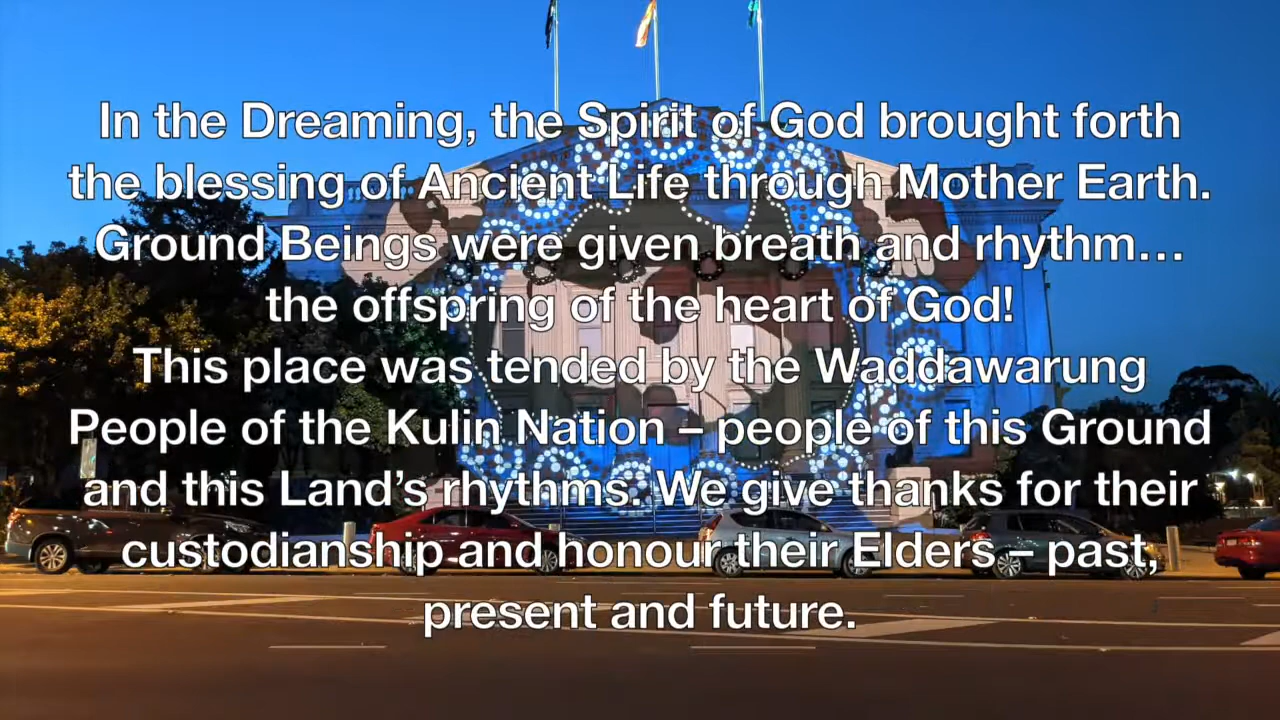 In the Dreaming, the Spirit of God brought forth
the blessing of Ancient Life through Mother Earth.
Ground Beings were given breath and rhythm…
the offspring of the heart of God!
This place was tended by the Waddawarung
People of the Kulin Nation – people of this Ground
and this Land’s rhythms. We give thanks for their
custodianship and honour their Elders – past,
present and future.